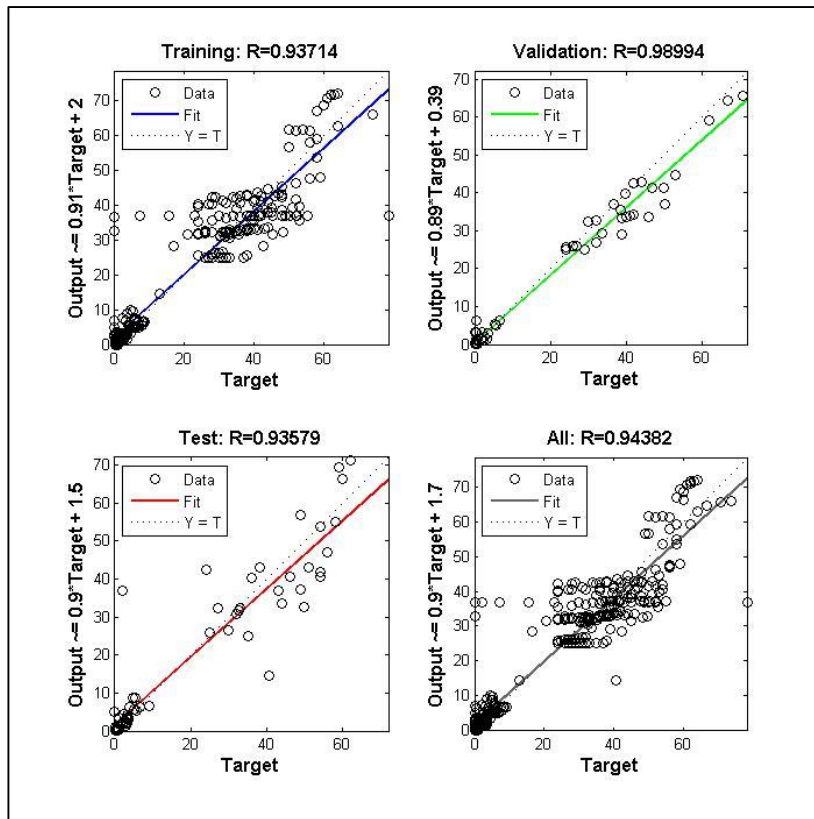 Training: R=0.93714
Output ~= 0.91*Target + 2
Data
Fit
Y = T
70
60
50
40
30
20
10
0
0 20 40 60
Target
Validation: R=0.98994
Output ~= 0.89*Target + 0.39
Data
Fit
Y = T
70
60
50
40
30
20
10
0
0 20 40 60
Target
Test: R=0.93579
Output ~= 0.9*Target + 1.5
Data
Fit
Y = T
70
60
50
40
30
20
10
0
0 20 40 60
Target
All: R=0.94382
Output ~= 0.9*Target + 1.7
Data
Fit
Y = T
70
60
50
40
30
20
10
0
0 20 40 60
Target